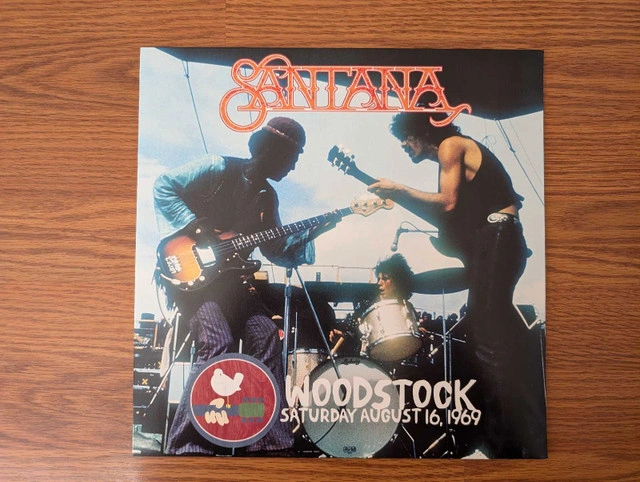 SANTANA
WOODSTOCK
SATURDAY AUGUST 16, 1969